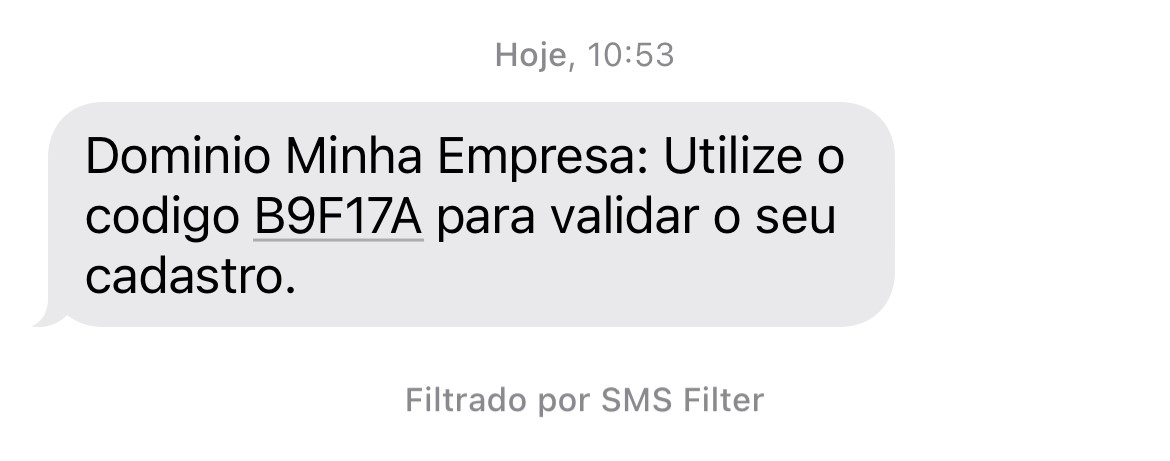 Hoje, 10:53
Dominio Minha Empresa: Utilize o
codigo B9F17A para validar o seu
cadastro.
Filtrado por SMS Filter